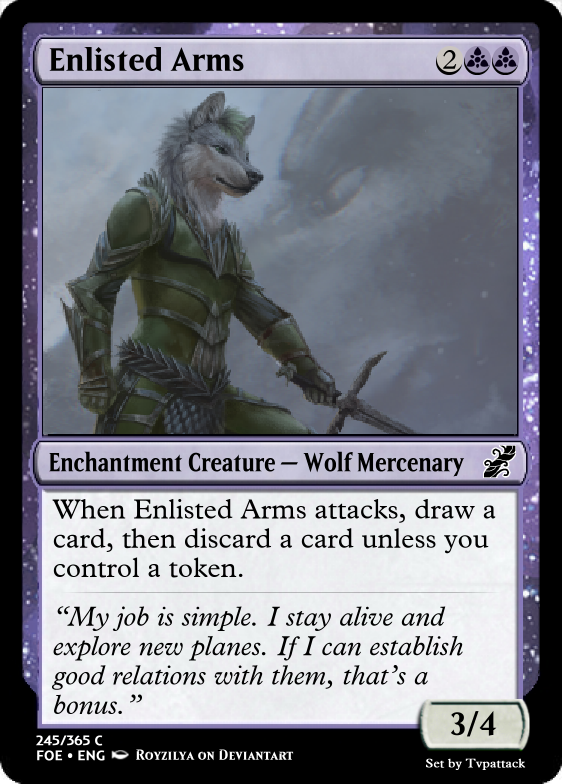 Enlisted Arms 2
Enchantment Creature — Wolf Mercenary
When Enlisted Arms attacks, draw a
card, then discard a card unless you
control a token.
“My job is simple. I stay alive and
explore new planes. If I can establish
good relations with them, that’s a
bonus.”
3/4
245/365 C
FOE • ENG Royzilya on Deviantart
Set by Tvpattack